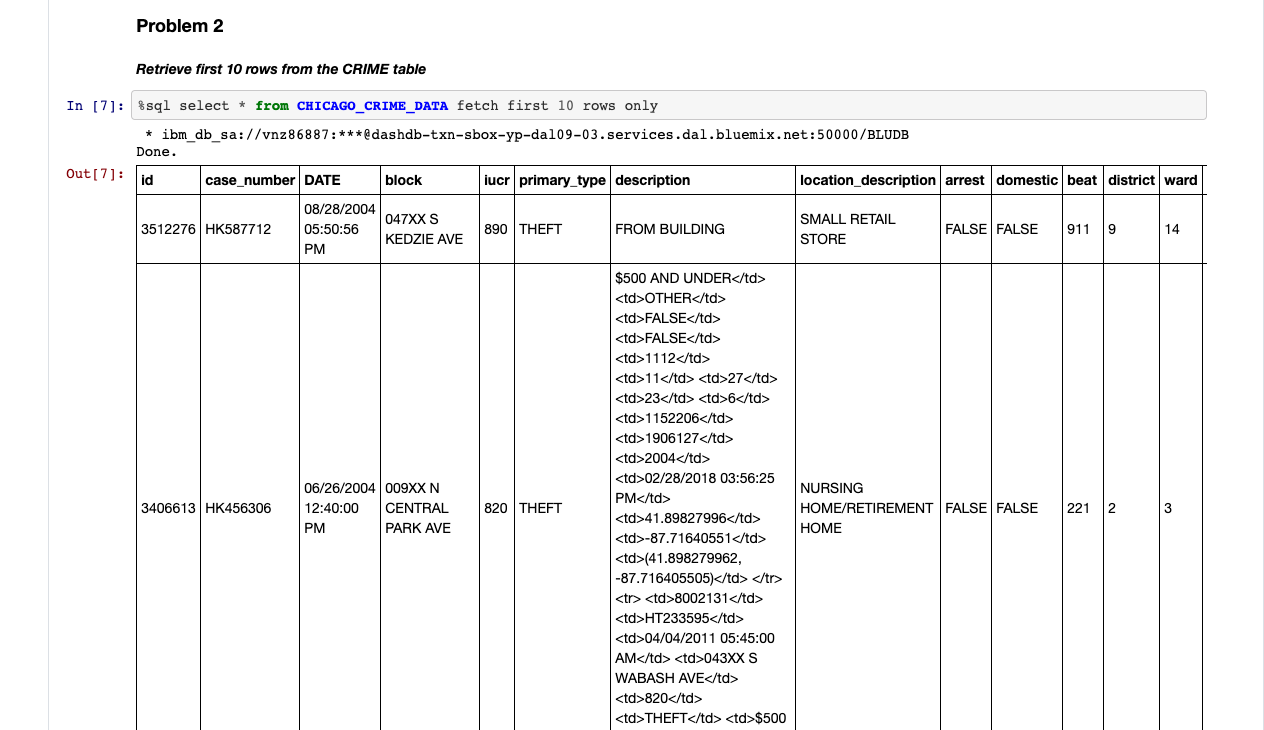 Problem 2
Retrieve first 10 rows from the CRIME table
In [7]: %sql select * from CHICAGO_CRIME_DATA fetch first 10 rows only
* ibm_db_sa://vnz86887:***@dashdb-txn-sbox-yp-dal09-03.services.dal.bluemix.net:50000/BLUDB
Done.
Out[7]:
id case_number DATE block iucr primary_type description location_description arrest domestic beat district ward
3512276 HK587712
08/28/2004
05:50:56
PM
047XX S
KEDZIE AVE
890 THEFT FROM BUILDING
SMALL RETAIL
STORE
FALSE FALSE 911 9 14
3406613 HK456306
06/26/2004
12:40:00
PM
009XX N
CENTRAL
PARK AVE
820 THEFT
$500 AND UNDER</td>
<td>OTHER</td>
<td>FALSE</td>
<td>FALSE</td>
<td>1112</td>
<td>11</td> <td>27</td>
<td>23</td> <td>6</td>
<td>1152206</td>
<td>1906127</td>
<td>2004</td>
<td>02/28/2018 03:56:25
PM</td>
<td>41.89827996</td>
<td>-87.71640551</td>
<td>(41.898279962,
-87.716405505)</td> </tr>
<tr> <td>8002131</td>
<td>HT233595</td>
<td>04/04/2011 05:45:00
AM</td> <td>043XX S
WABASH AVE</td>
<td>820</td>
<td>THEFT</td> <td>$500
NURSING
HOME/RETIREMENT
HOME
FALSE FALSE 221 2 3